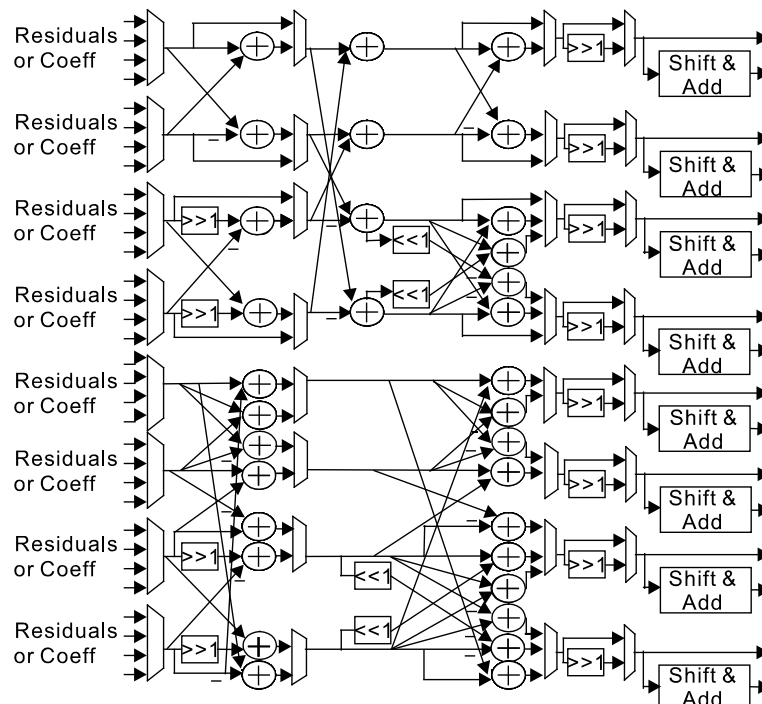 Residuals
or Coeff
>>1
Shift &
Add
Residuals
or Coeff
>>1
Shift &
Add
Residuals
or Coeff
>>1
<<1
>>1
Shift &
Add
Residuals
or Coeff
>>1
<<1
>>1
Shift &
Add
Residuals
or Coeff
>>1
Shift &
Add
Residuals
or Coeff
>>1
Shift &
Add
Residuals
or Coeff
>>1
<<1
>>1
Shift &
Add
Residuals
or Coeff
>>1
<<1
>>1
Shift &
Add